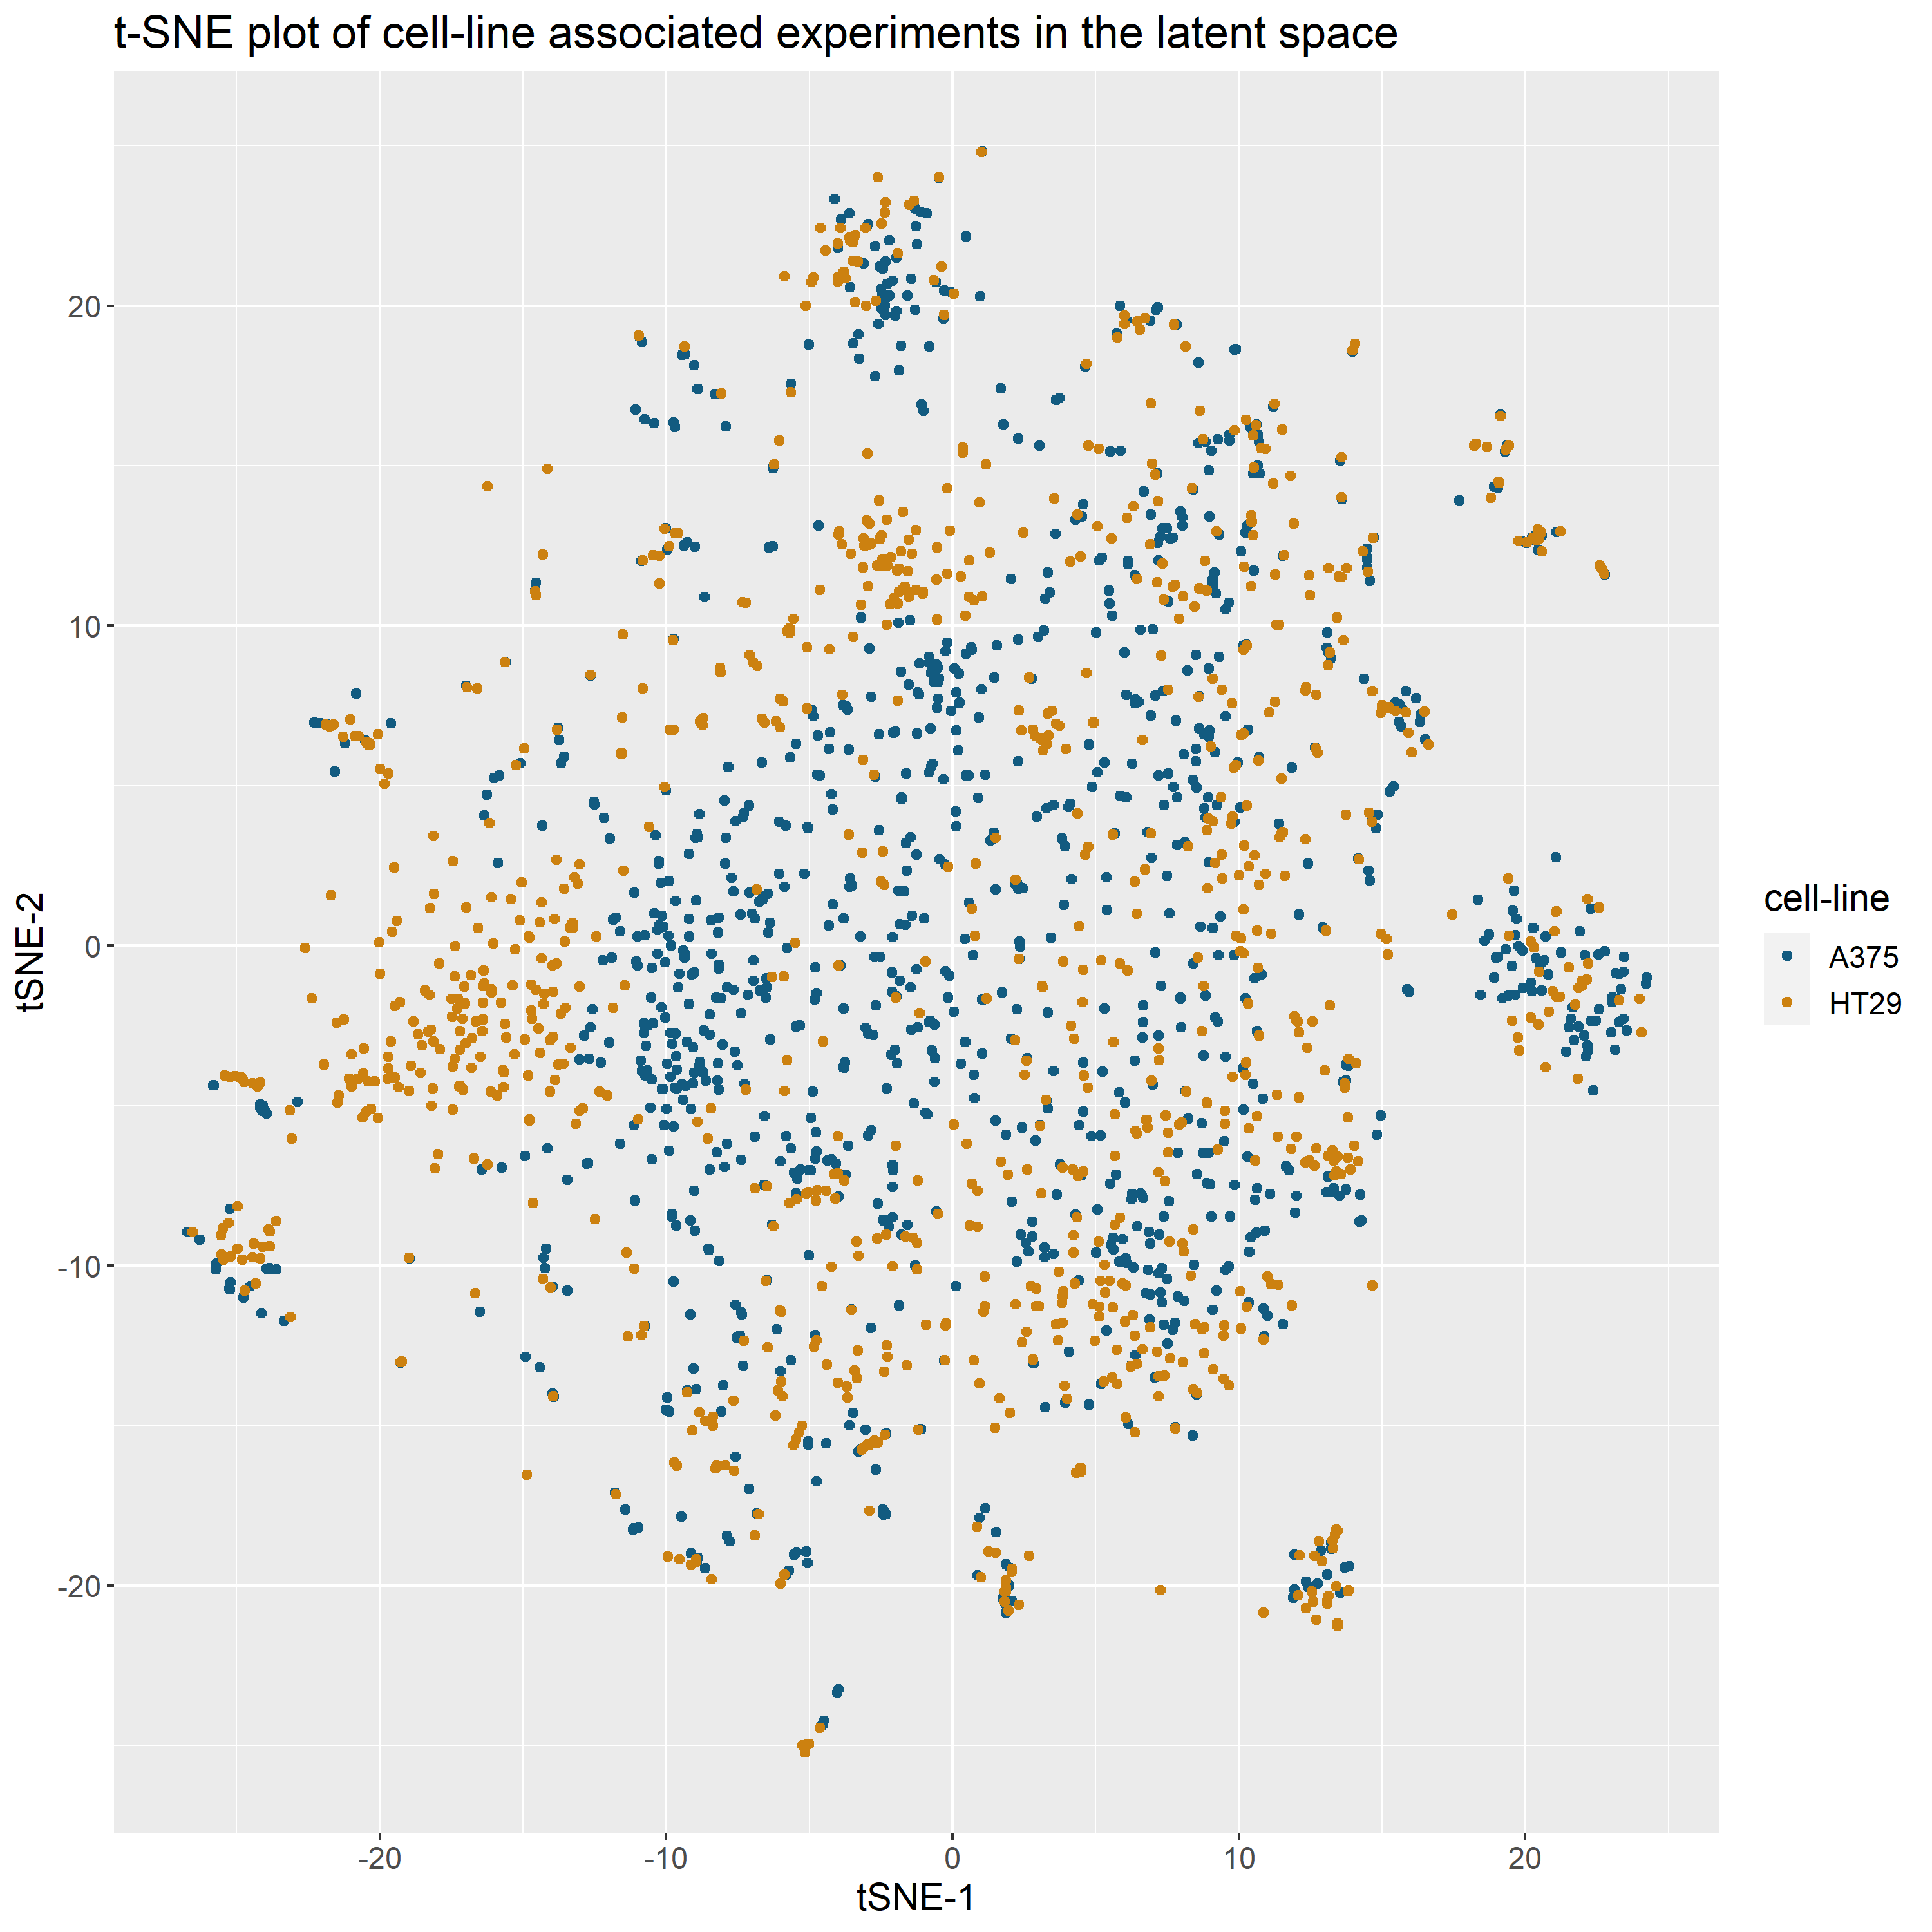 t-SNE plot of cell-line associated experiments in the latent space
tSNE-2
20
10
0
-10
-20
-20
-10
0
10
20
tSNE-1
cell-line
A375
HT29